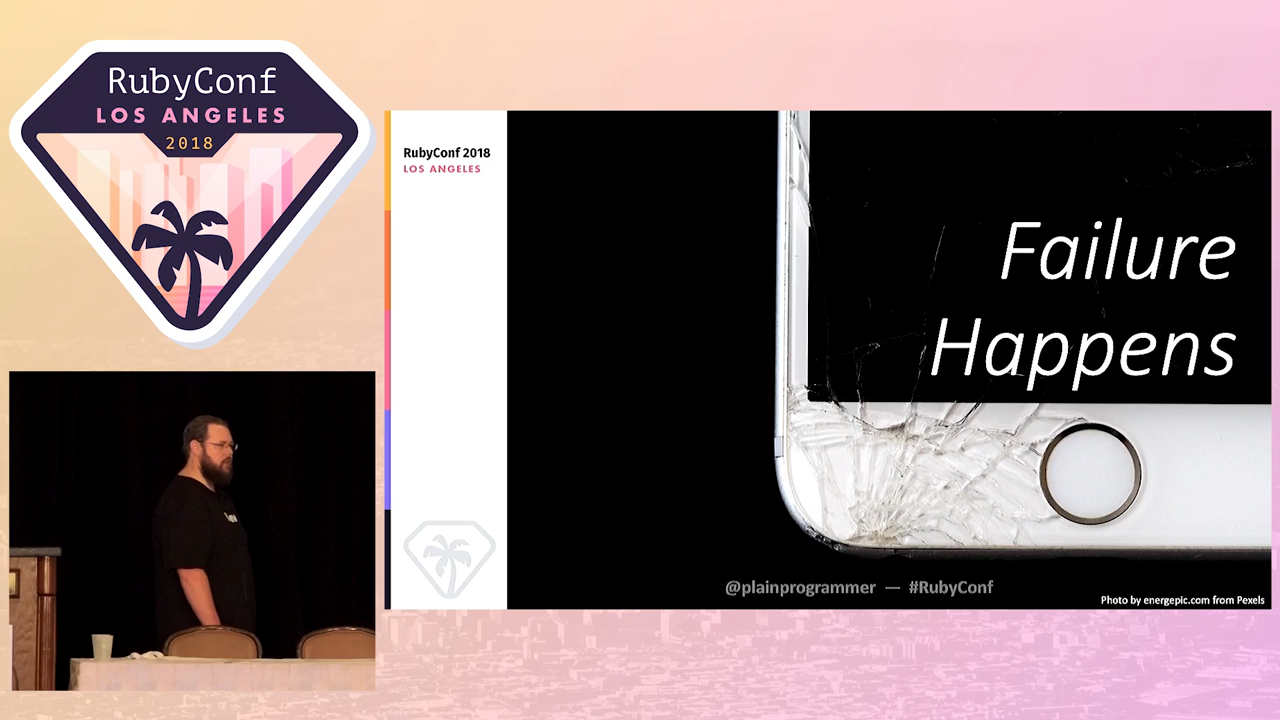 RubyConf
LOS ANGELES
2018
RubyConf 2018
LOS ANGELES
Failure
Happens
@plainprogrammer — #RubyConf
Photo by energepic.com from Pexels